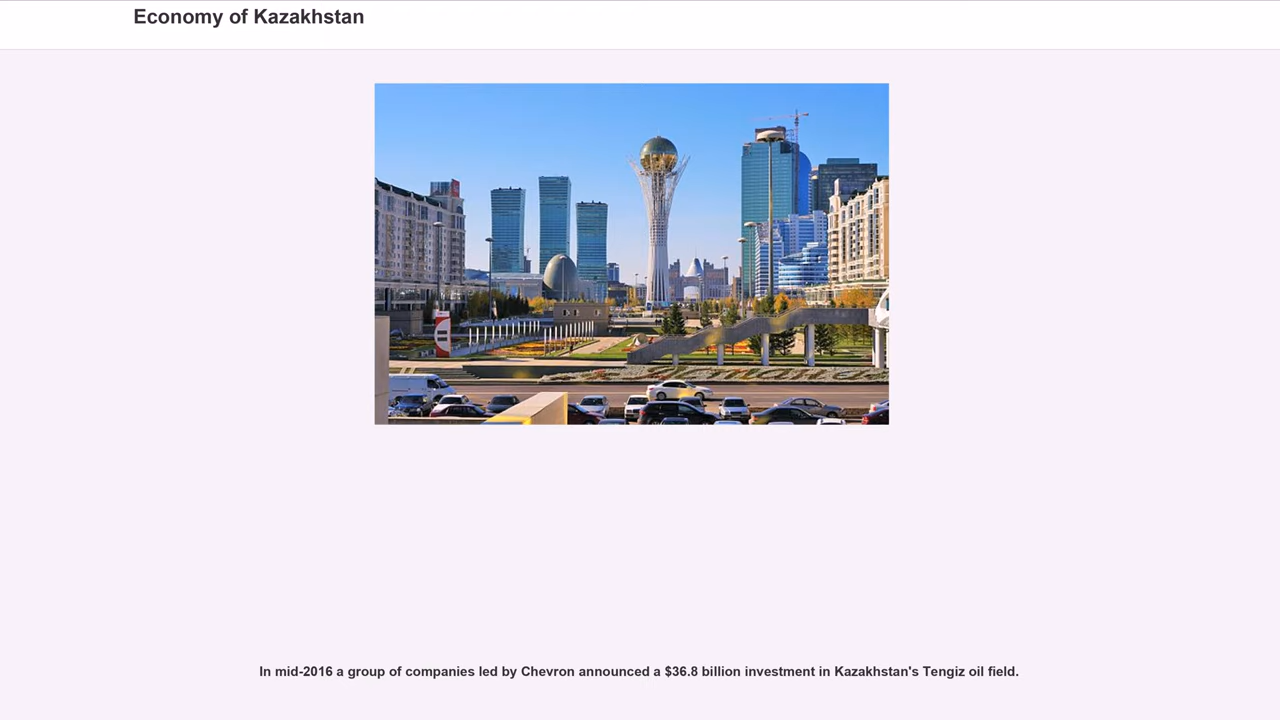 Economy of Kazakhstan
In mid-2016 a group of companies led by Chevron announced a $36.8 billion investment in Kazakhstan's Tengiz oil field.